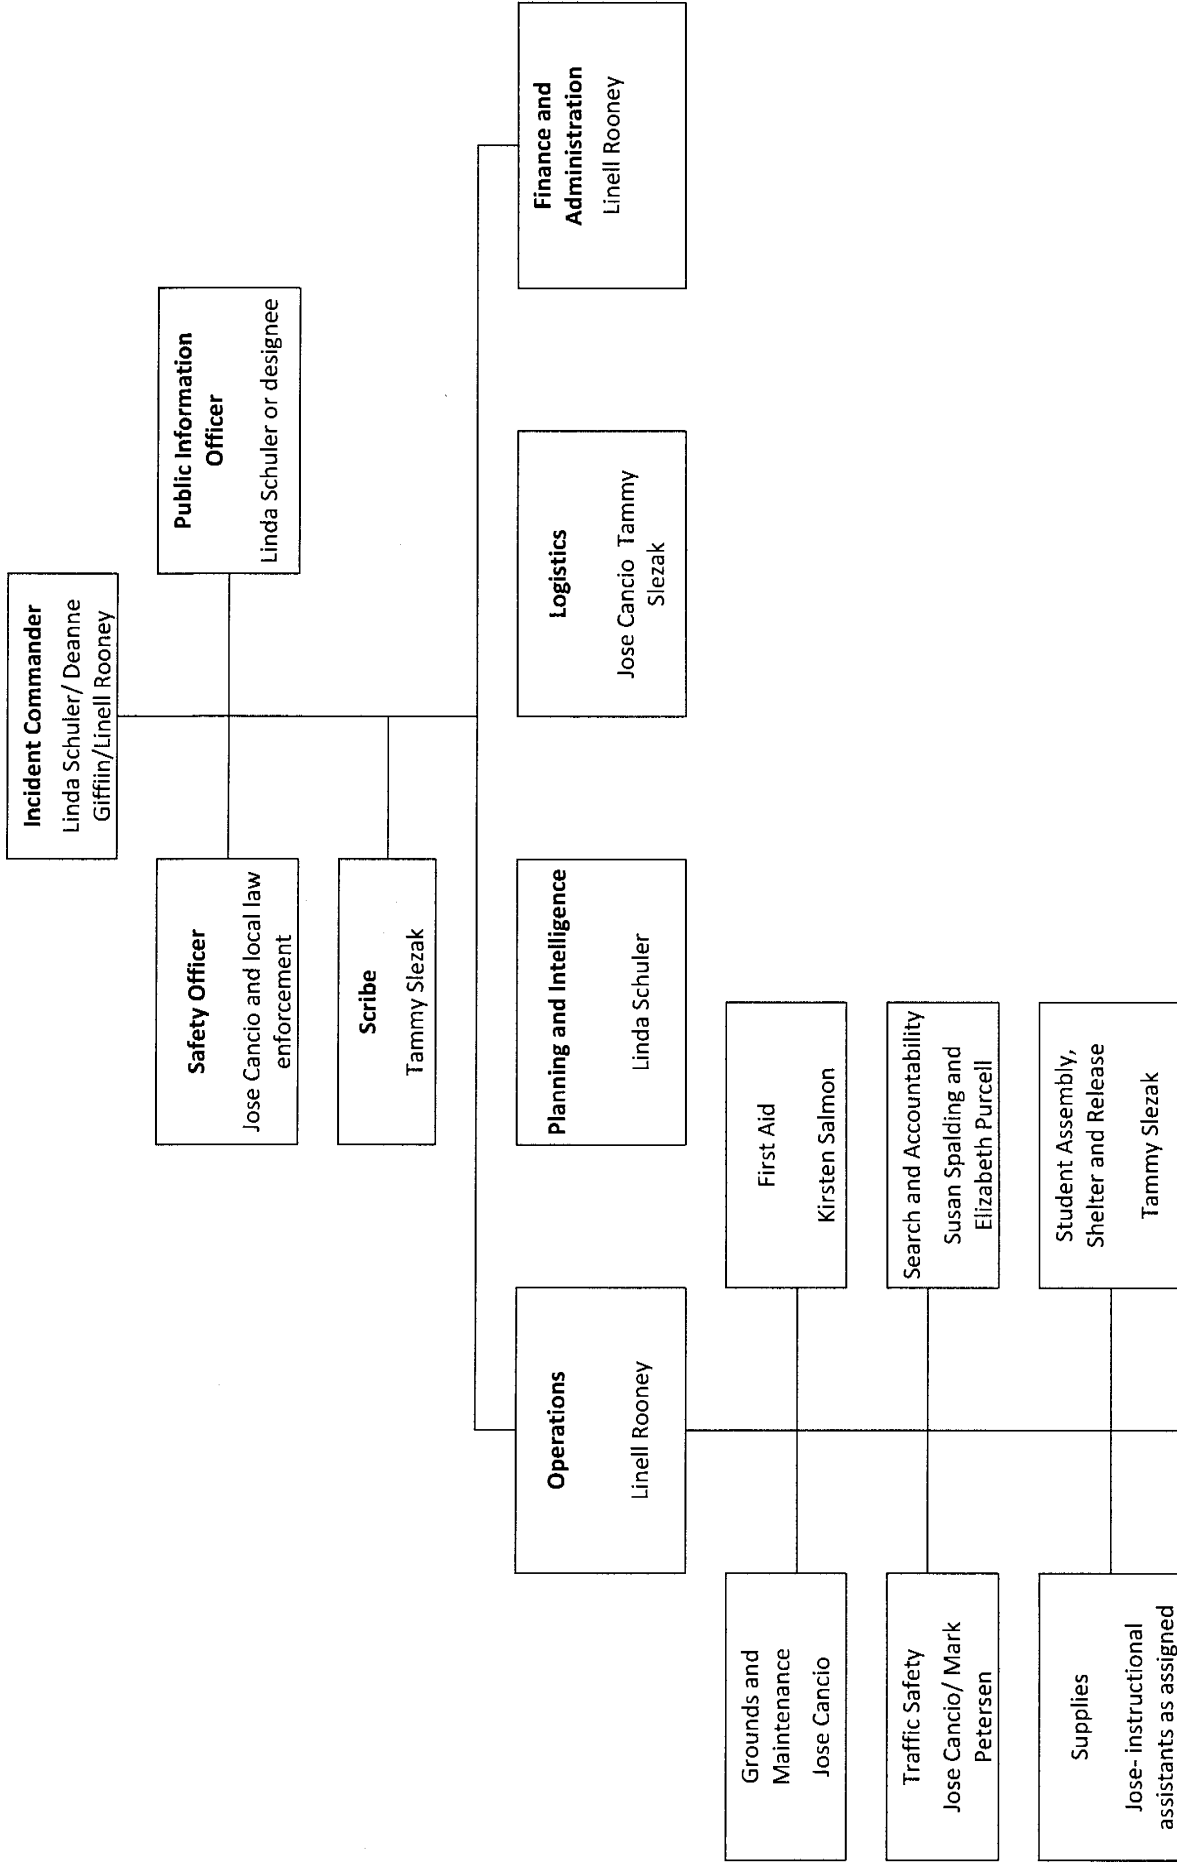 Incident Commander
Linda Schuler/ Deanne
Giffiin/Linell Rooney
Safety Officer
Jose Cancio and local law
enforcement
Public Information
Officer
Linda Schuler or designee
Scribe
Tammy Slezak
Operations
Linell Rooney
Planning and Intelligence
Linda Schuler
Logistics
Jose Cancio Tammy
Slezak
Finance and
Administration
Linell Rooney
Grounds and
Maintenance
Jose Cancio
First Aid
Kirsten Salmon
Traffic Safety
Jose Cancio/ Mark
Petersen
Search and Accountability
Susan Spalding and
Elizabeth Purcell
Supplies
Jose- instructional
assistants as assigned
Student Assembly,
Shelter and Release
Tammy Slezak